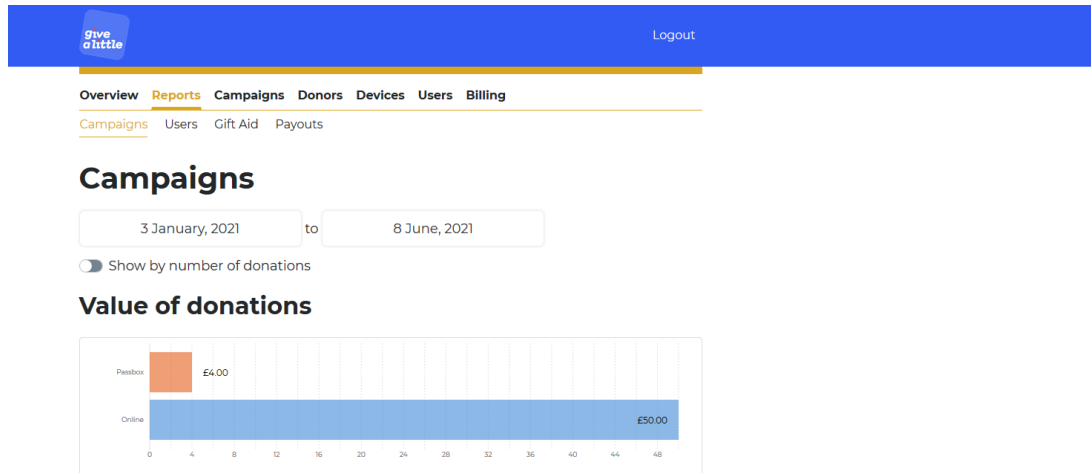 give
a little
Logout
Overview Reports Campaigns Donors Devices Users Billing
Campaigns Users Gift Aid Payouts
Campaigns
3 January, 2021 to 8 June, 2021
Show by number of donations
Value of donations
Passbox £4.00
Online £50.00
0 4 8 12 16 20 24 28 32 36 40 44 48